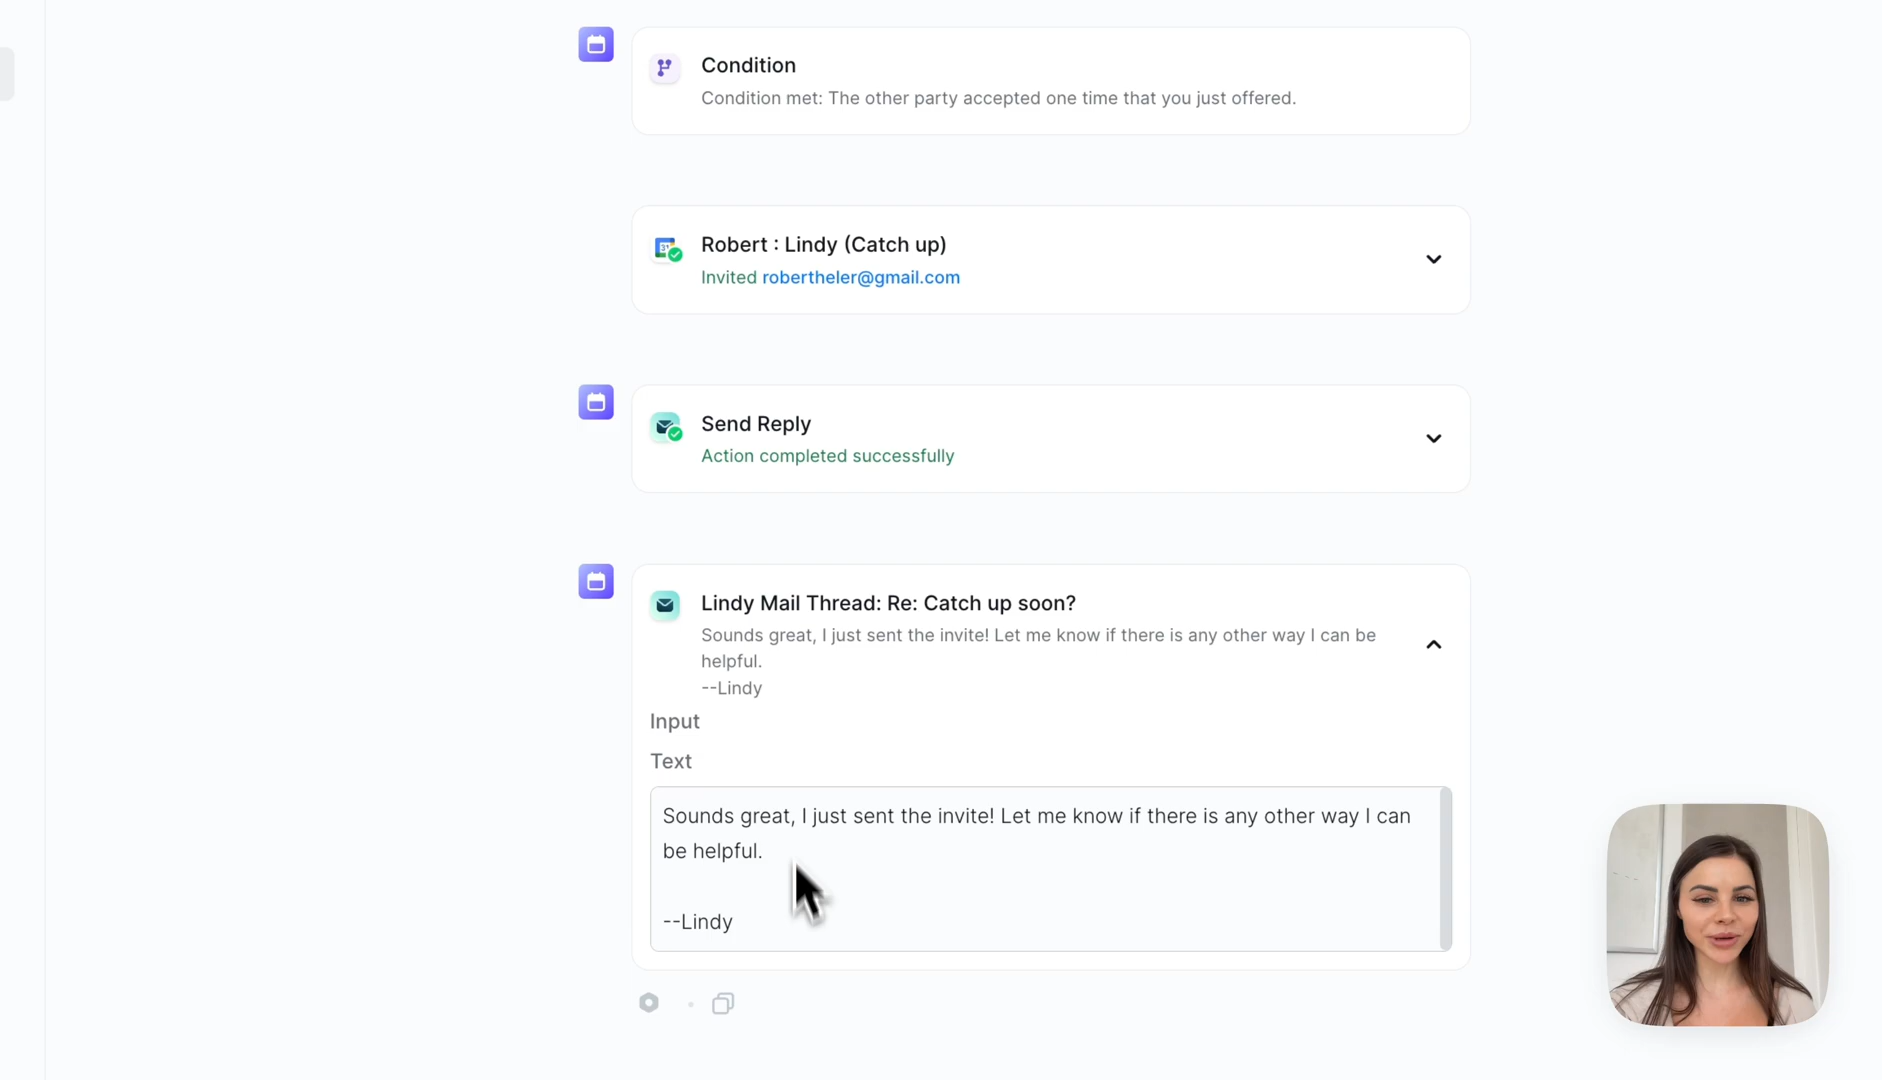 Condition
Condition met: The other party accepted one time that you just offered.
Robert : Lindy (Catch up)
Invited robertheler@gmail.com
Send Reply
Action completed successfully
Lindy Mail Thread: Re: Catch up soon?
Sounds great, I just sent the invite! Let me know if there is any other way I can be
helpful.
--Lindy
Input
Text
Sounds great, I just sent the invite! Let me know if there is any other way I can
be helpful.
--Lindy